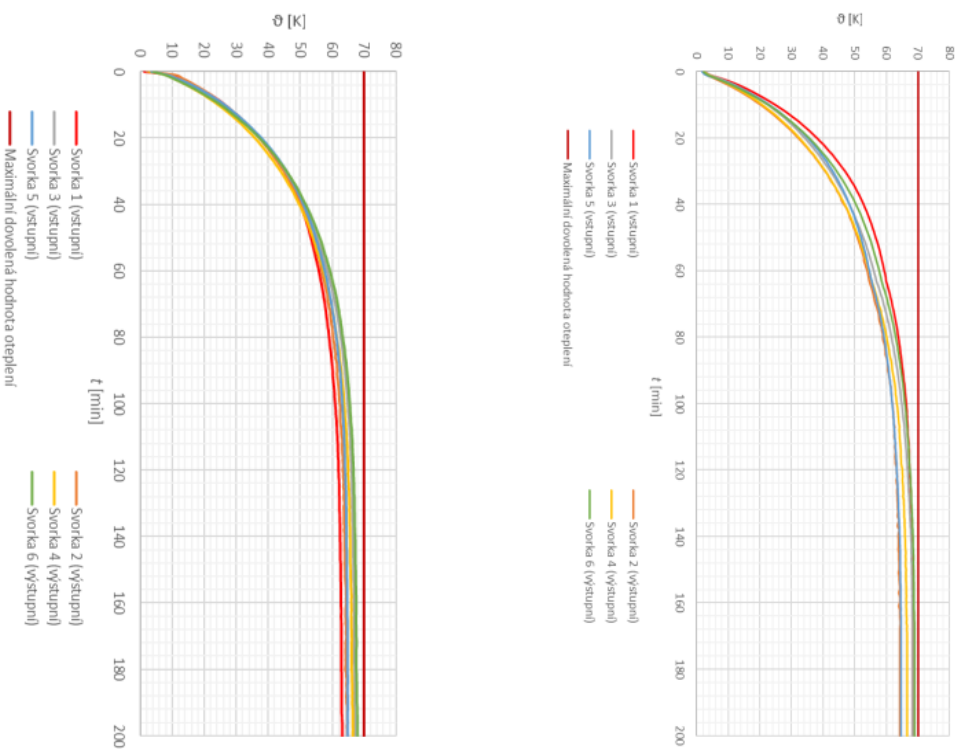 ϑ [K]
80
70
60
50
40
30
20
10
0
0 20 40 60 80 100 120 140 160 180 200
t [min]
Svorka 1 (vstupní) Svorka 2 (výstupní)
Svorka 3 (vstupní) Svorka 4 (výstupní)
Svorka 5 (vstupní) Svorka 6 (výstupní)
Maximální dovolená hodnota oteplení
ϑ [K]
80
70
60
50
40
30
20
10
0
0 20 40 60 80 100 120 140 160 180 200
t [min]
Svorka 1 (vstupní) Svorka 2 (výstupní)
Svorka 3 (vstupní) Svorka 4 (výstupní)
Svorka 5 (vstupní) Svorka 6 (výstupní)
Maximální dovolená hodnota oteplení